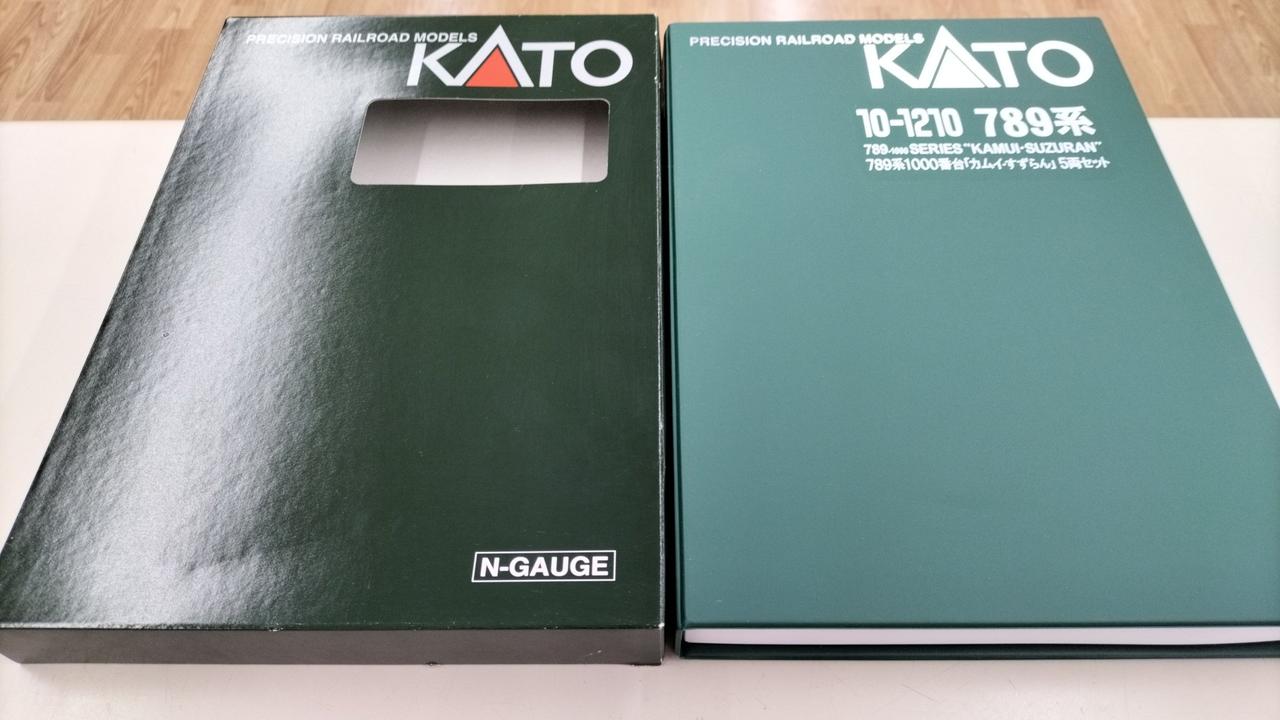 PRECISION RAILROAD MODELS
KATO
N-GAUGE
PRECISION RAILROAD MODELS
KATO
10-1210 789系
789-1000 SERIES "KAMUI･SUZURAN"
789系1000番台｢カムイ･すずらん｣ 5両セット